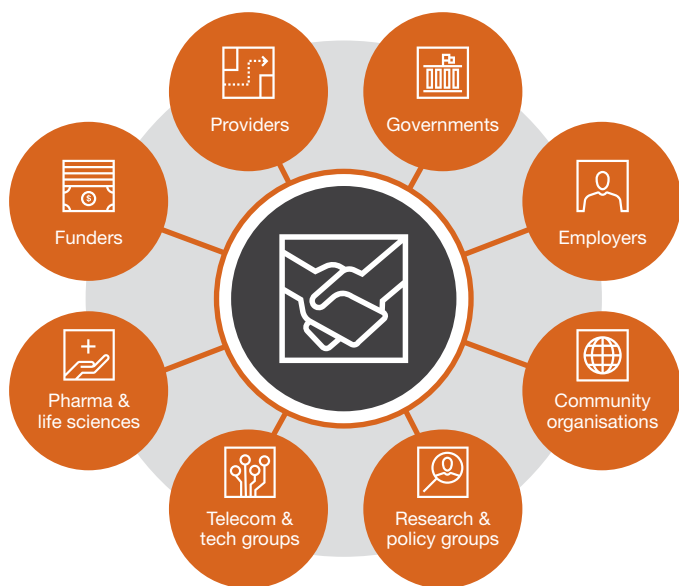 Providers
Governments
Funders
Employers
Pharma &
life sciences
Community
organisations
Telecom &
tech groups
Research &
policy groups